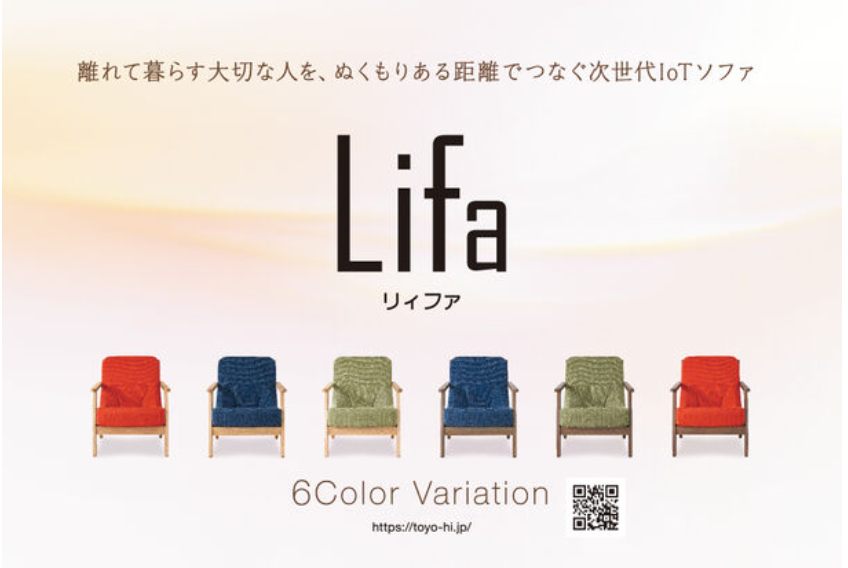 離れて暮らす大切な人を、ぬくもりある距離でつなぐ次世代IoTソファ
Lifa
リィファ
6Color Variation
https://toyo-hi.jp/